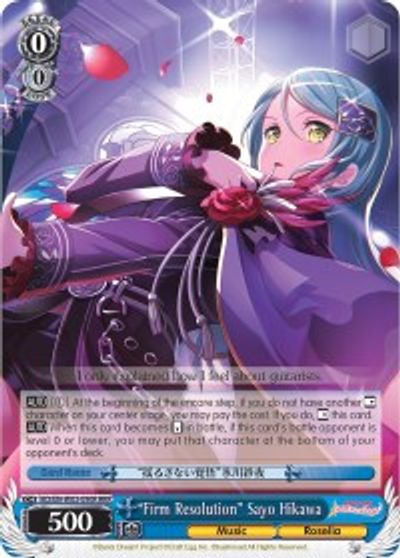 0
0
I only explained how I feel about guitarists.
[(1)] At the beginning of the encore step, if you do not have another
character on your center stage, you may pay the cost. If you do, this card.
When this card becomes in battle, if this card's battle opponent
is level 0 or lower, you may put that character at the bottom of your
opponent's deck.
Card Name
"揺るぎない覚悟" 氷川紗夜
500
"Firm Resolution" Sayo Hikawa
Music
Roselia